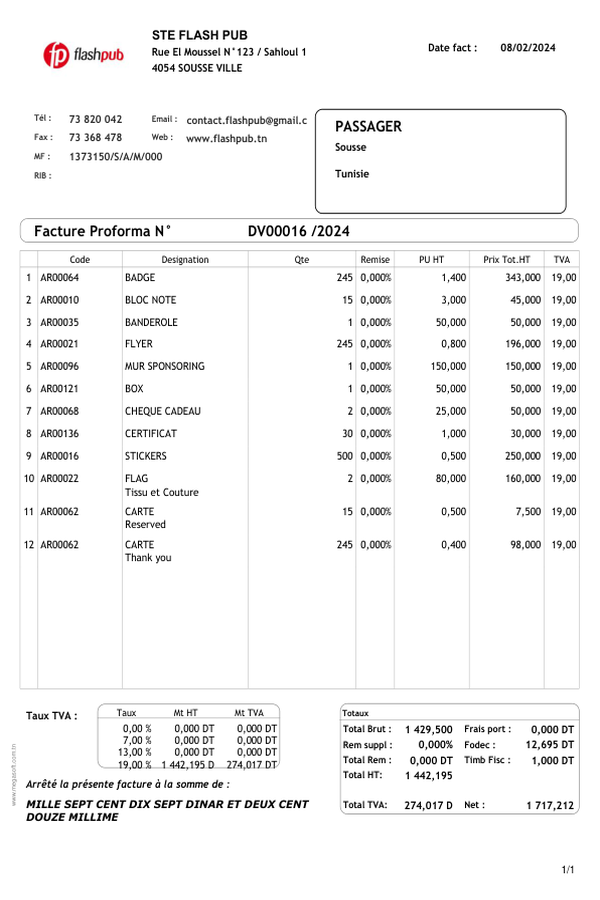 STE FLASH PUB
fp flashpub
Rue El Moussel N°123 / Sahloul 1
Date fact : 08/02/2024
4054 SOUSSE VILLE
Tél : 73 820 042 Email : contact.flashpub@gmail.c
Fax : 73 368 478 Web : www.flashpub.tn
MF : 1373150/S/A/M/000
RIB :
PASSAGER
Sousse
Tunisie
Facture Proforma N° DV00016 /2024
Code Designation Qte Remise PU HT Prix Tot.HT TVA
1 AR00064 BADGE 245 0,000% 1,400 343,000 19,00
2 AR00010 BLOC NOTE 15 0,000% 3,000 45,000 19,00
3 AR00035 BANDEROLE 1 0,000% 50,000 50,000 19,00
4 AR00021 FLYER 245 0,000% 0,800 196,000 19,00
5 AR00096 MUR SPONSORING 1 0,000% 150,000 150,000 19,00
6 AR00121 BOX 1 0,000% 50,000 50,000 19,00
7 AR00068 CHEQUE CADEAU 2 0,000% 25,000 50,000 19,00
8 AR00136 CERTIFICAT 30 0,000% 1,000 30,000 19,00
9 AR00016 STICKERS 500 0,000% 0,500 250,000 19,00
10 AR00022 FLAG 2 0,000% 80,000 160,000 19,00
Tissu et Couture
11 AR00062 CARTE 15 0,000% 0,500 7,500 19,00
Reserved
12 AR00062 CARTE 245 0,000% 0,400 98,000 19,00
Thank you
Taux TVA :
Taux Mt HT Mt TVA
0,00 % 0,000 DT 0,000 DT
7,00 % 0,000 DT 0,000 DT
13,00 % 0,000 DT 0,000 DT
19,00 % 1 442,195 D 274,017 DT
Totaux
Total Brut : 1 429,500 Frais port : 0,000 DT
Rem suppl : 0,000% Fodec : 12,695 DT
Total Rem : 0,000 DT Timb Fisc : 1,000 DT
Total HT: 1 442,195
Total TVA: 274,017 D Net : 1 717,212
Arrêté la présente facture à la somme de :
MILLE SEPT CENT DIX SEPT DINAR ET DEUX CENT
DOUZE MILLIME
www.megasoft.com.tn
1/1